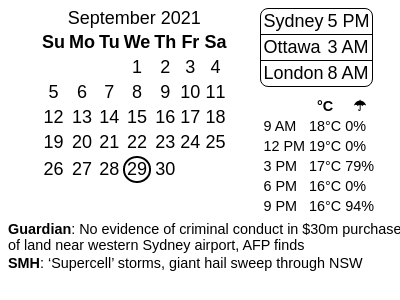 September 2021
Su Mo Tu We Th Fr Sa
1 2 3 4
5 6 7 8 9 10 11
12 13 14 15 16 17 18
19 20 21 22 23 24 25
26 27 28 29 30
Sydney 5 PM
Ottawa 3 AM
London 8 AM
°C ☂
9 AM 18°C 0%
12 PM 19°C 0%
3 PM 17°C 79%
6 PM 16°C 0%
9 PM 16°C 94%
Guardian: No evidence of criminal conduct in $30m purchase
of land near western Sydney airport, AFP finds
SMH: ‘Supercell’ storms, giant hail sweep through NSW